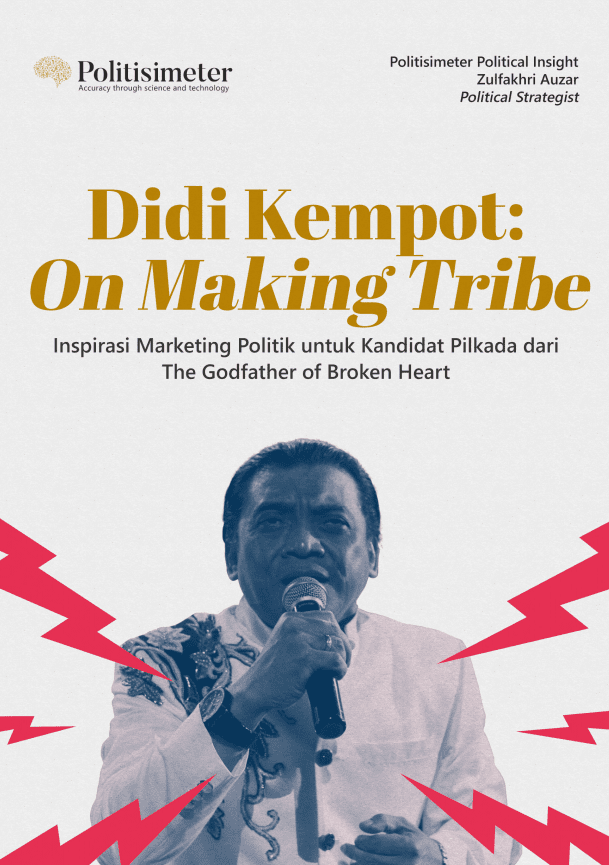 Politisimeter
Accuracy through science and technology
Politisimeter Political Insight
Zulfakhri Auzar
Political Strategist
Didi Kempot:
On Making Tribe
Inspirasi Marketing Politik untuk Kandidat Pilkada dari
The Godfather of Broken Heart